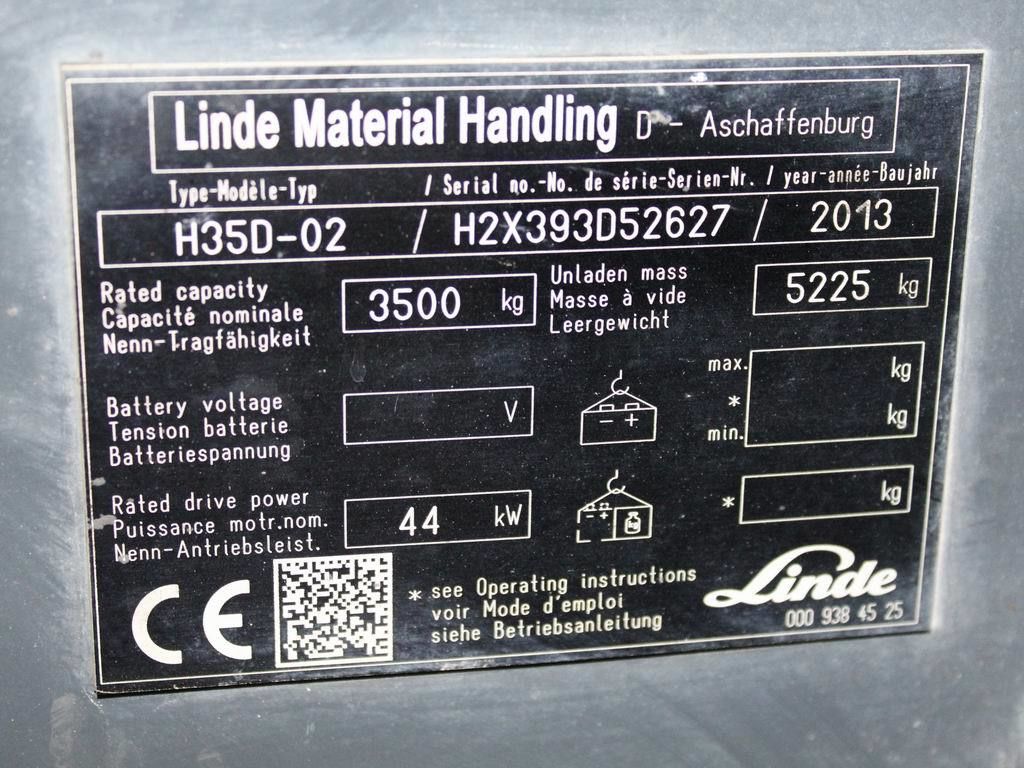 Linde Material Handling D - Aschaffenburg
Type-Modèle-Typ / Serial no.-No. de série-Serien-Nr. / year-année-Baujahr
H35D-02 / H2X393D52627 / 2013
Rated capacity
Capacité nominale
Nenn-Tragfähigkeit
3500 kg
Unladen mass
Masse à vide
Leergewicht
5225 kg
Battery voltage
Tension batterie
Batteriespannung
V
- +
max. kg
*
min. kg
Rated drive power
Puissance motr.nom.
Nenn-Antriebsleist.
44 kW
- + kg
* kg
CE
* see Operating instructions
voir Mode d'emploi
siehe Betriebsanleitung
Linde
000 938 45 25